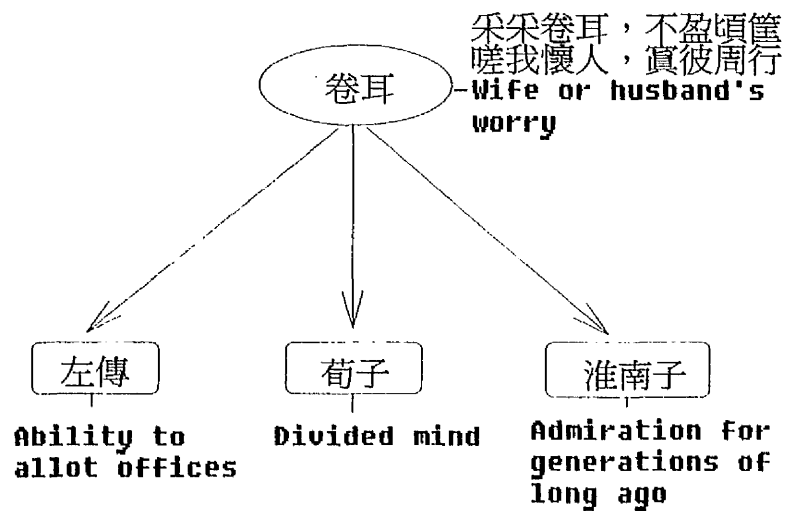 采采卷耳，不盈頃筐
嗟我懷人，寘彼周行
卷耳
Wife or husband's
worry
左傳
荀子
淮南子
Ability to
allot offices
Divided mind
Admiration for
generations of
long ago